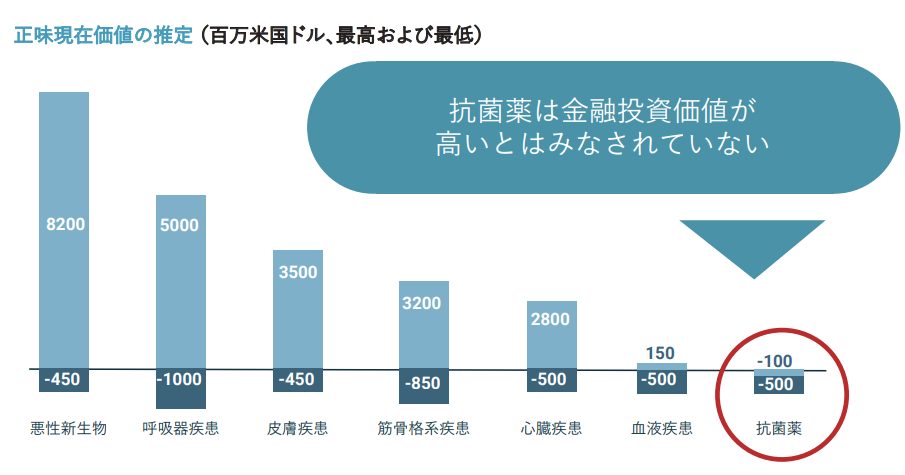 正味現在価値の推定（百万米国ドル、最高および最低）
抗菌薬は金融投資価値が
高いとはみなされていない
8200
5000
3500
3200
2800
150
-100
-450
-1000
-450
-850
-500
-500
-500
悪性新生物
呼吸器疾患
皮膚疾患
筋骨格系疾患
心臓疾患
血液疾患
抗菌薬